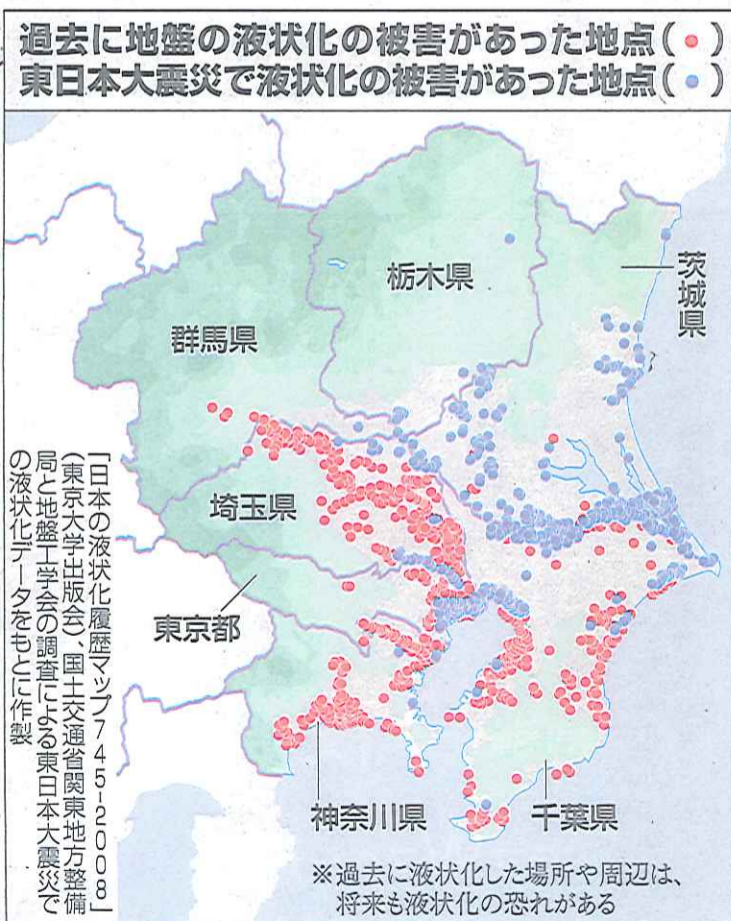 過去に地盤の液状化の被害があった地点(●)
東日本大震災で液状化の被害があった地点(●)
栃木県
茨城県
群馬県
埼玉県
東京都
神奈川県
千葉県
「日本の液状化履歴マップ745-2008」
(東京大学出版会)、国土交通省関東地方整備
局と地盤工学会の調査による東日本大震災で
の液状化データをもとに作製
※過去に液状化した場所や周辺は、
将来も液状化の恐れがある